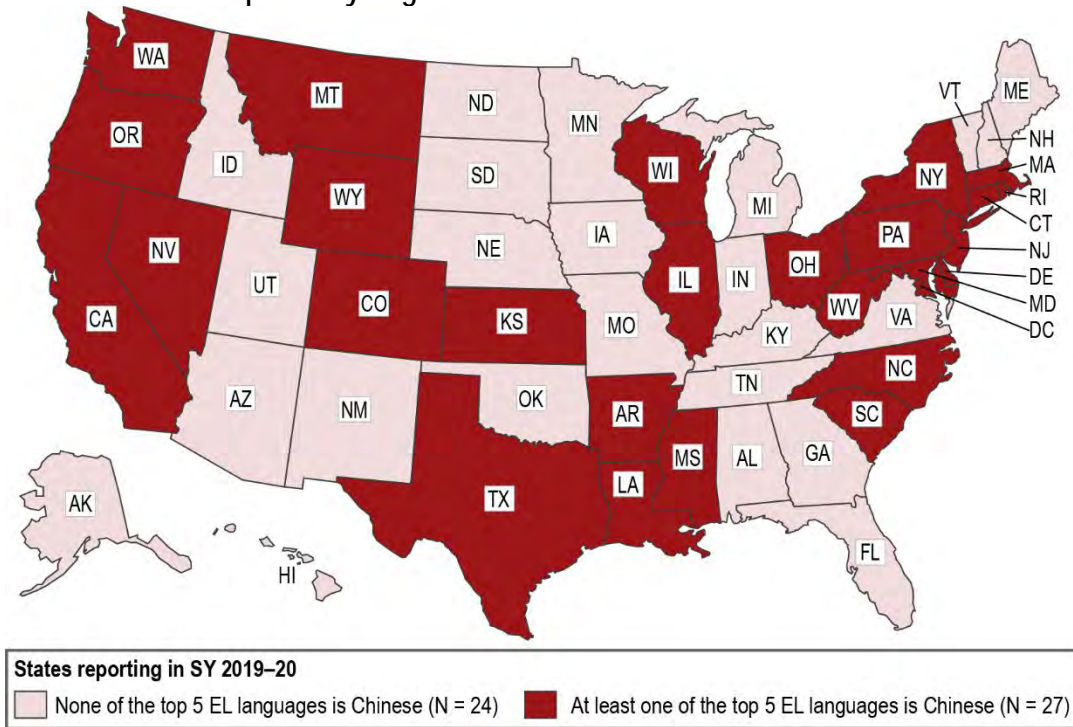 WA
MT
ND
MN
VT
ME
OR
ID
SD
WI
NY
NH
MA
WY
MI
RI
CT
NV
NE
IA
PA
NJ
UT
IL
IN
OH
DE
CA
CO
KS
MO
WV
VA
MD
DC
KY
AZ
NM
OK
AR
TN
NC
SC
AK
TX
LA
MS
AL
GA
HI
FL
States reporting in SY 2019–20
None of the top 5 EL languages is Chinese (N = 24) At least one of the top 5 EL languages is Chinese (N = 27)